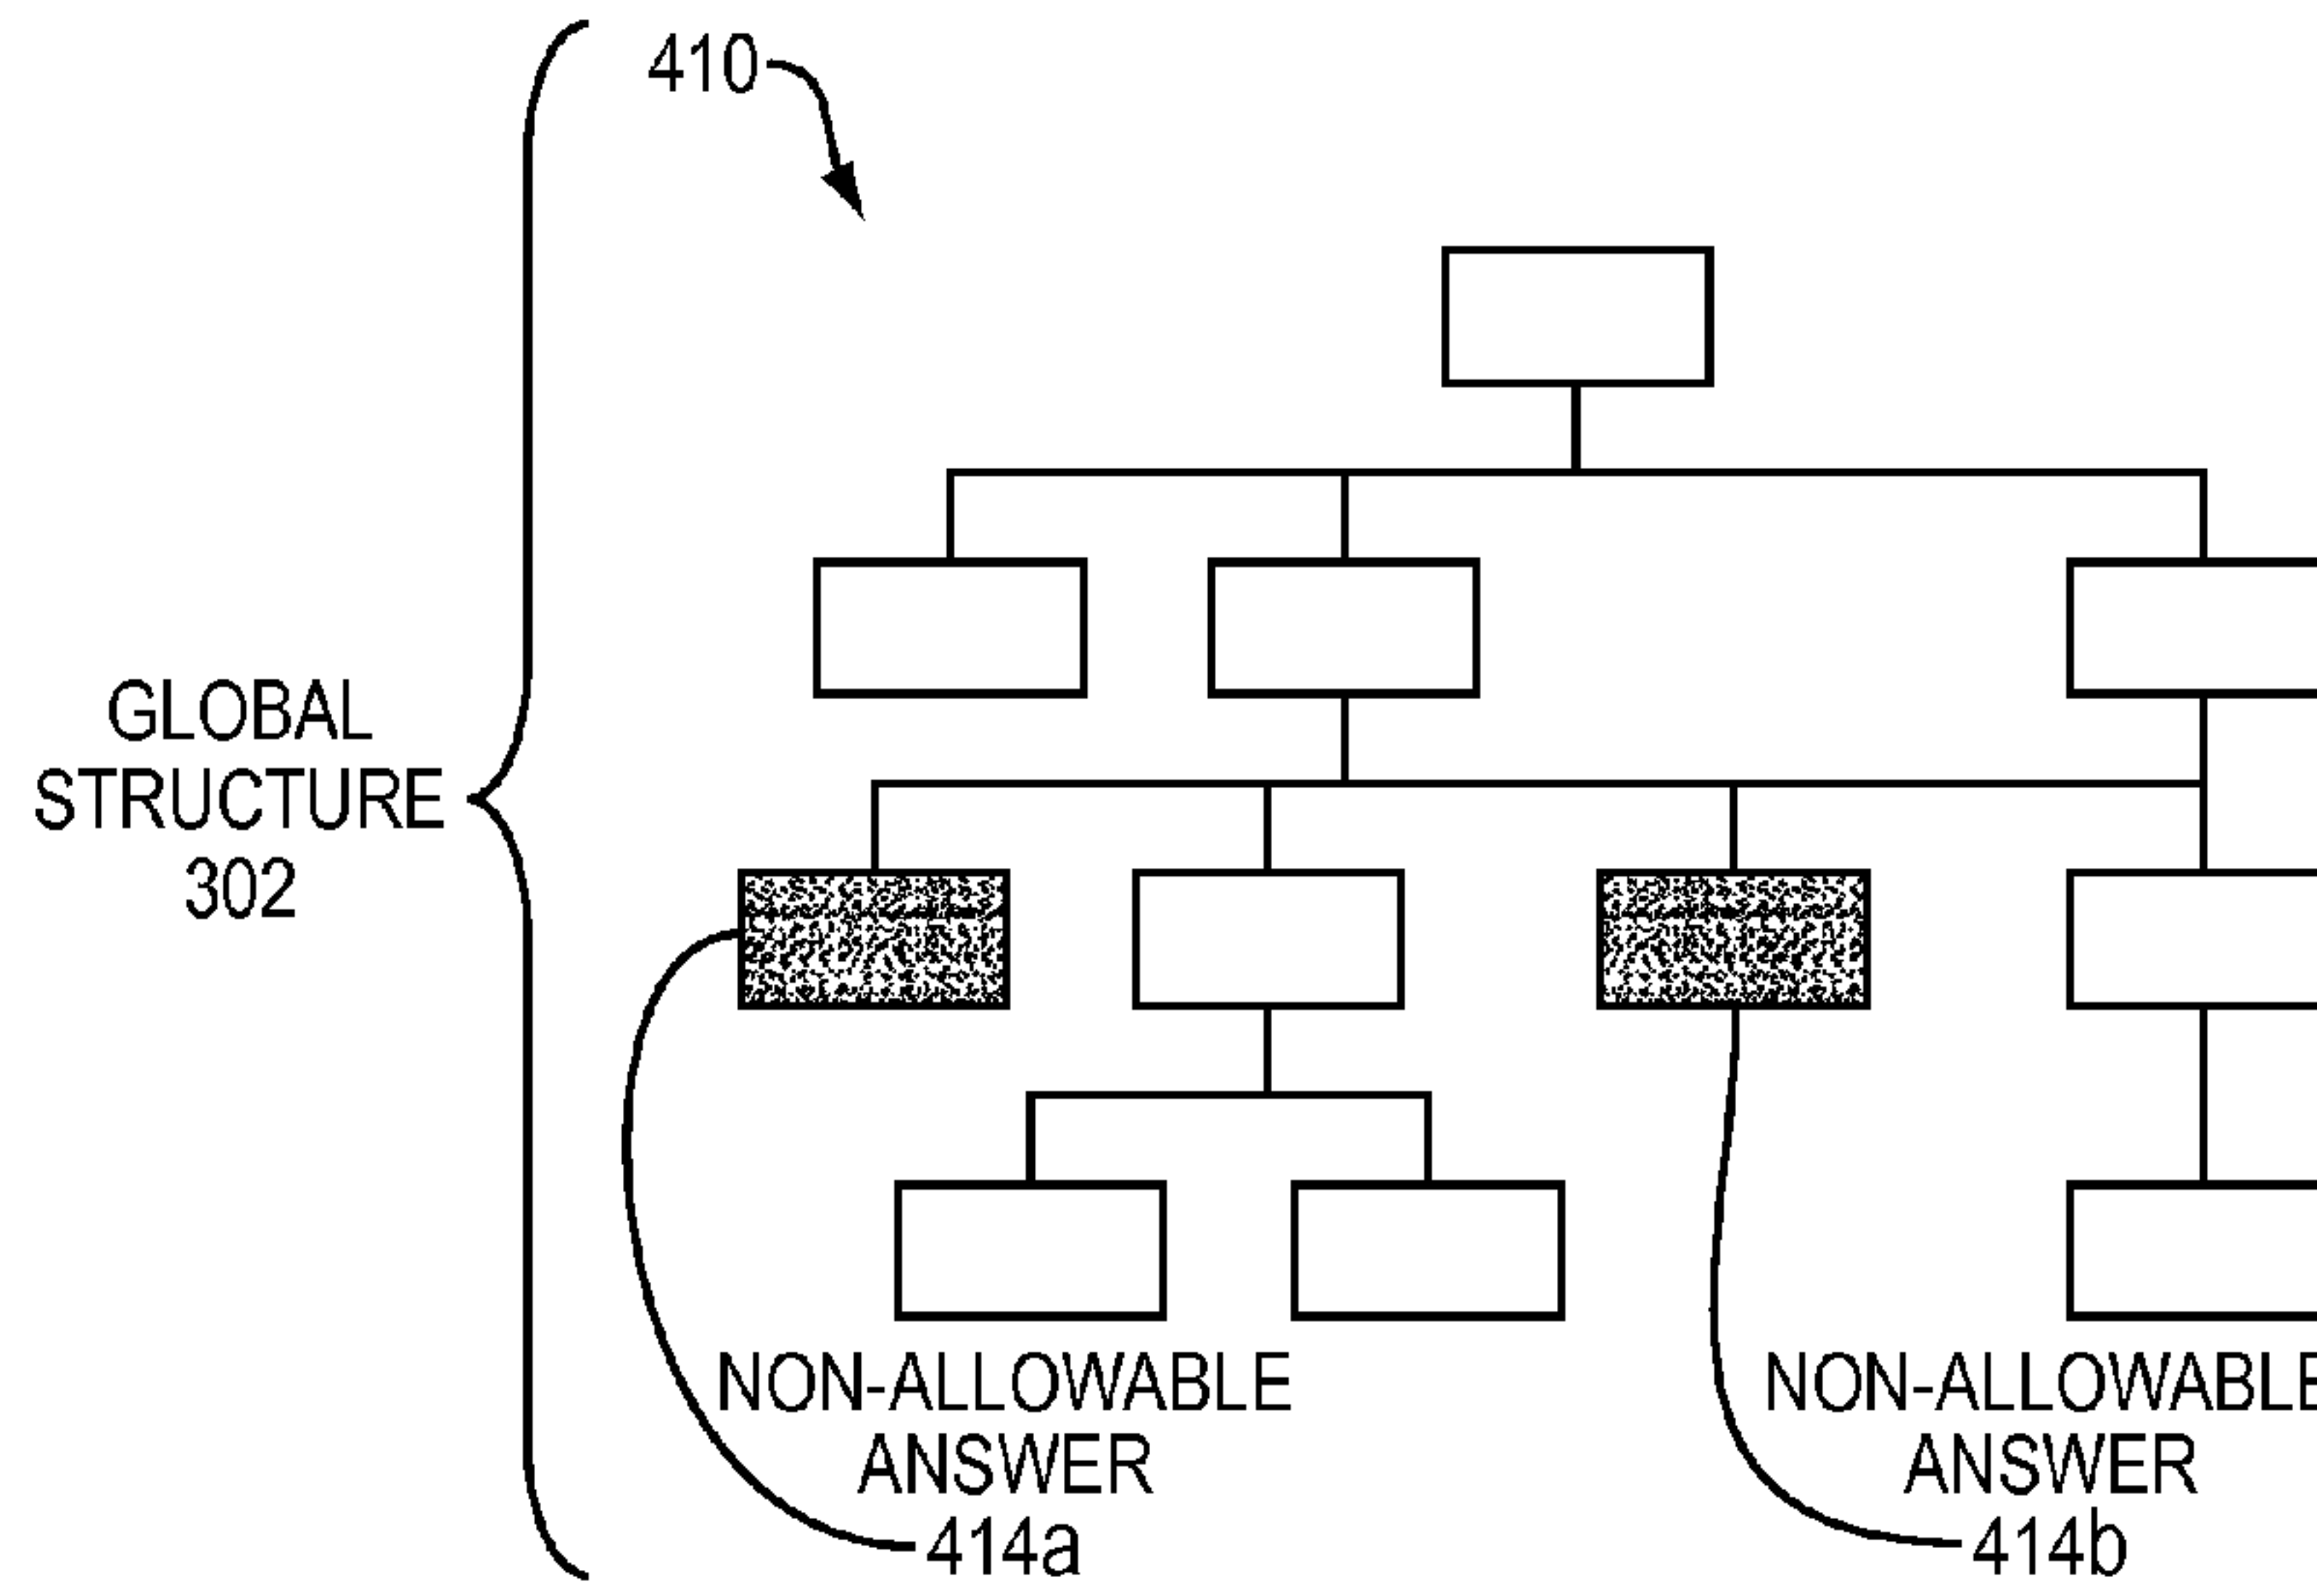 410
GLOBAL
STRUCTURE
302
NON-ALLOWABLE
ANSWER
414a
NON-ALLOWABLE
ANSWER
414b